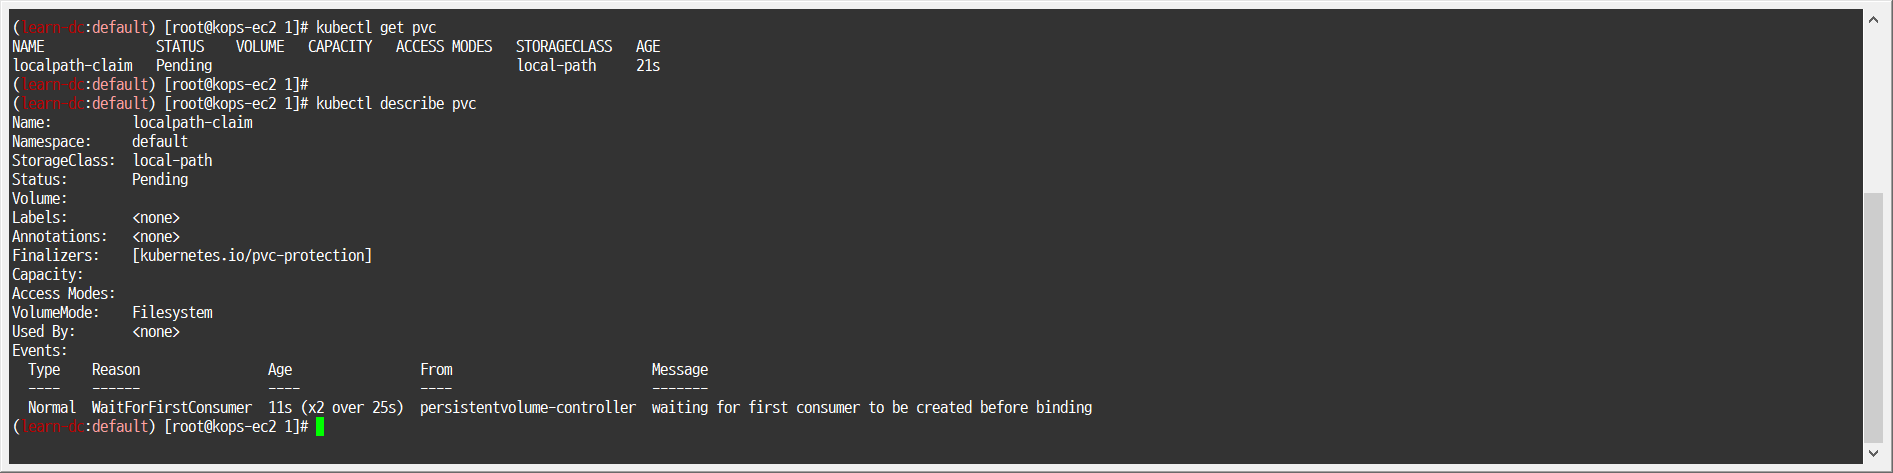 (learn-dc:default) [root@kops-ec2 1]# kubectl get pvc
NAME              STATUS    VOLUME   CAPACITY   ACCESS MODES   STORAGECLASS   AGE
localpath-claim   Pending                                      local-path     21s
(learn-dc:default) [root@kops-ec2 1]#
(learn-dc:default) [root@kops-ec2 1]# kubectl describe pvc
Name:          localpath-claim
Namespace:     default
StorageClass:  local-path
Status:        Pending
Volume:
Labels:        <none>
Annotations:   <none>
Finalizers:    [kubernetes.io/pvc-protection]
Capacity:
Access Modes:
VolumeMode:    Filesystem
Used By:       <none>
Events:
  Type    Reason                Age                From                         Message
  ----    ------                ----               ----                         -------
  Normal  WaitForFirstConsumer  11s (x2 over 25s)  persistentvolume-controller  waiting for first consumer to be created before binding
(learn-dc:default) [root@kops-ec2 1]#